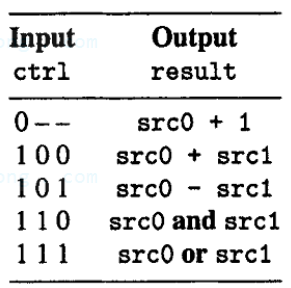 Input Output
ctrl result
0-- src0 + 1
1 0 0 src0 + src1
1 0 1 src0 - src1
1 1 0 src0 and src1
1 1 1 src0 or src1